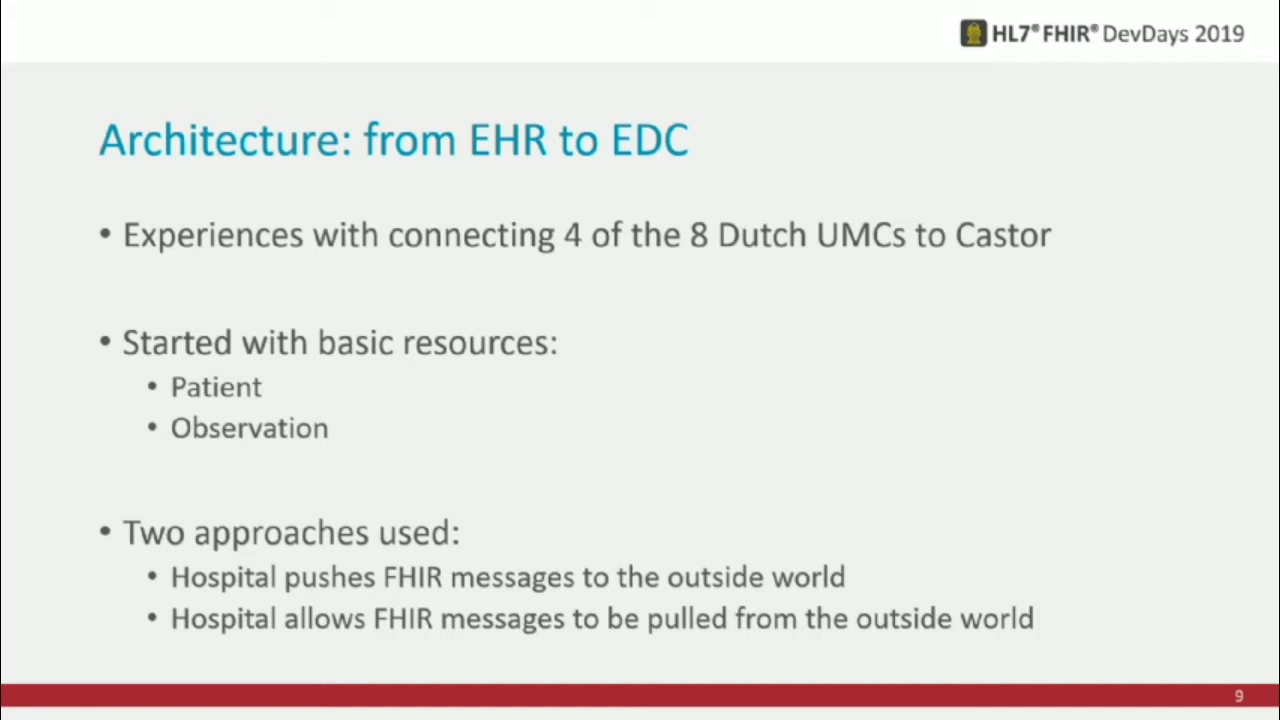 HL7® FHIR® DevDays 2019
Architecture: from EHR to EDC
• Experiences with connecting 4 of the 8 Dutch UMCs to Castor
• Started with basic resources:
• Patient
• Observation
• Two approaches used:
• Hospital pushes FHIR messages to the outside world
• Hospital allows FHIR messages to be pulled from the outside world
9